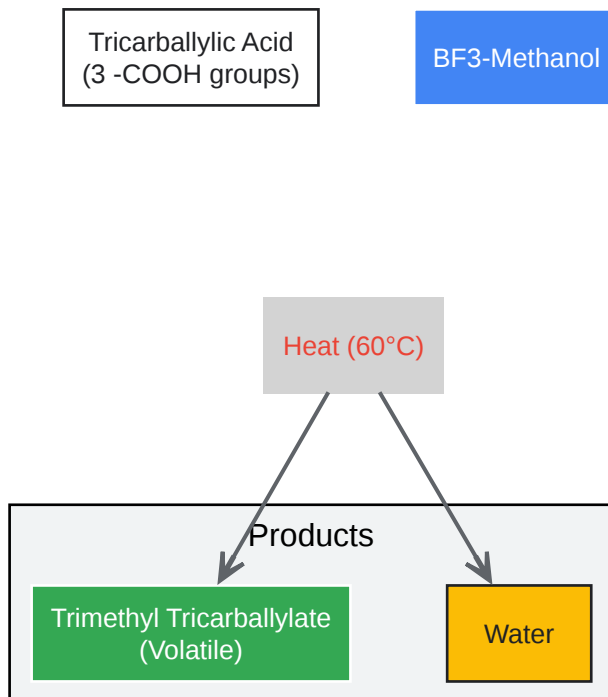 Tricarballylic Acid
(3 -COOH groups)
BF3-Methanol
Heat (60°C)
Products
Trimethyl Tricarballylate
(Volatile)
Water